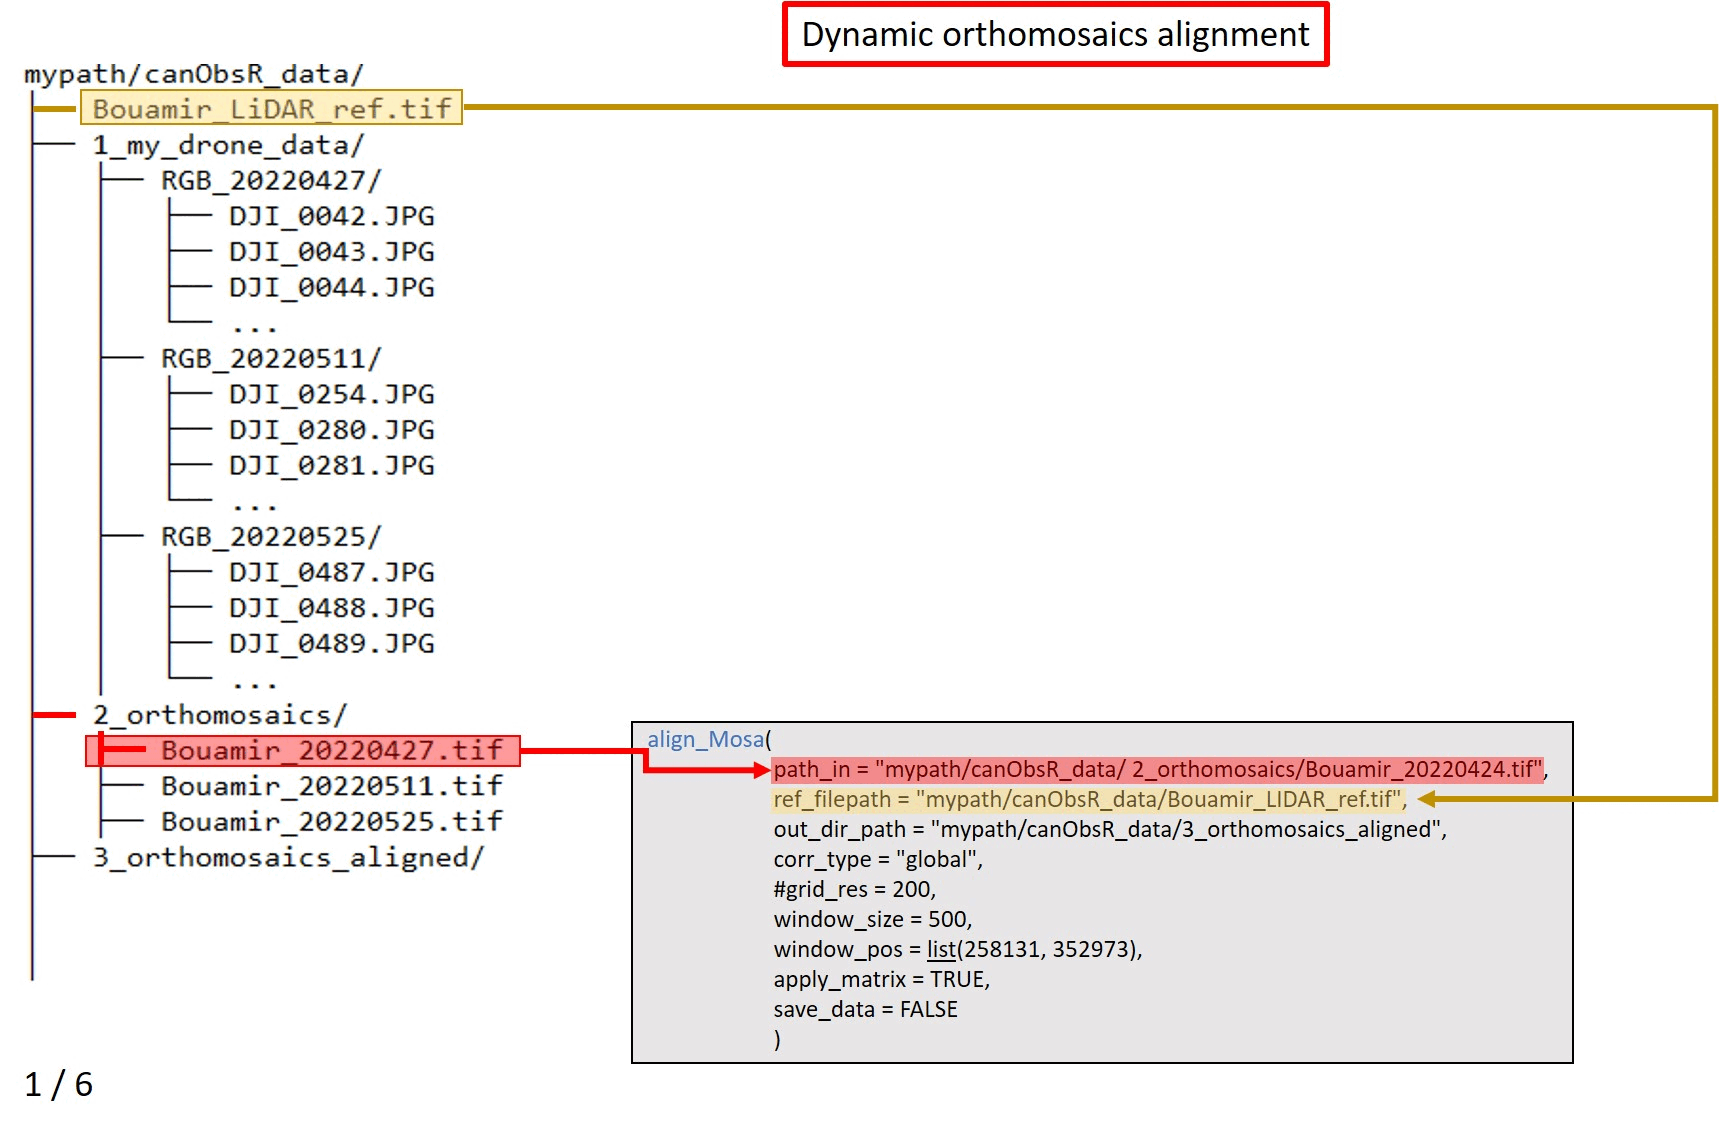 Dynamic orthomosaics alignment
mypath/canObsR_data/
Bouamir_LiDAR_ref.tif
1_my_drone_data/
RGB_20220427/
DJI_0042.JPG
DJI_0043.JPG
DJI_0044.JPG
...
RGB_20220511/
DJI_0254.JPG
DJI_0280.JPG
DJI_0281.JPG
...
RGB_20220525/
DJI_0487.JPG
DJI_0488.JPG
DJI_0489.JPG
...
2_orthomosaics/
Bouamir_20220427.tif
Bouamir_20220511.tif
Bouamir_20220525.tif
3_orthomosaics_aligned/
align_Mosa(
path_in = "mypath/canObsR_data/ 2_orthomosaics/Bouamir_20220424.tif",
ref_filepath = "mypath/canObsR_data/Bouamir_LIDAR_ref.tif",
out_dir_path = "mypath/canObsR_data/3_orthomosaics_aligned",
corr_type = "global",
#grid_res = 200,
window_size = 500,
window_pos = list(258131, 352973),
apply_matrix = TRUE,
save_data = FALSE
)
1 / 6